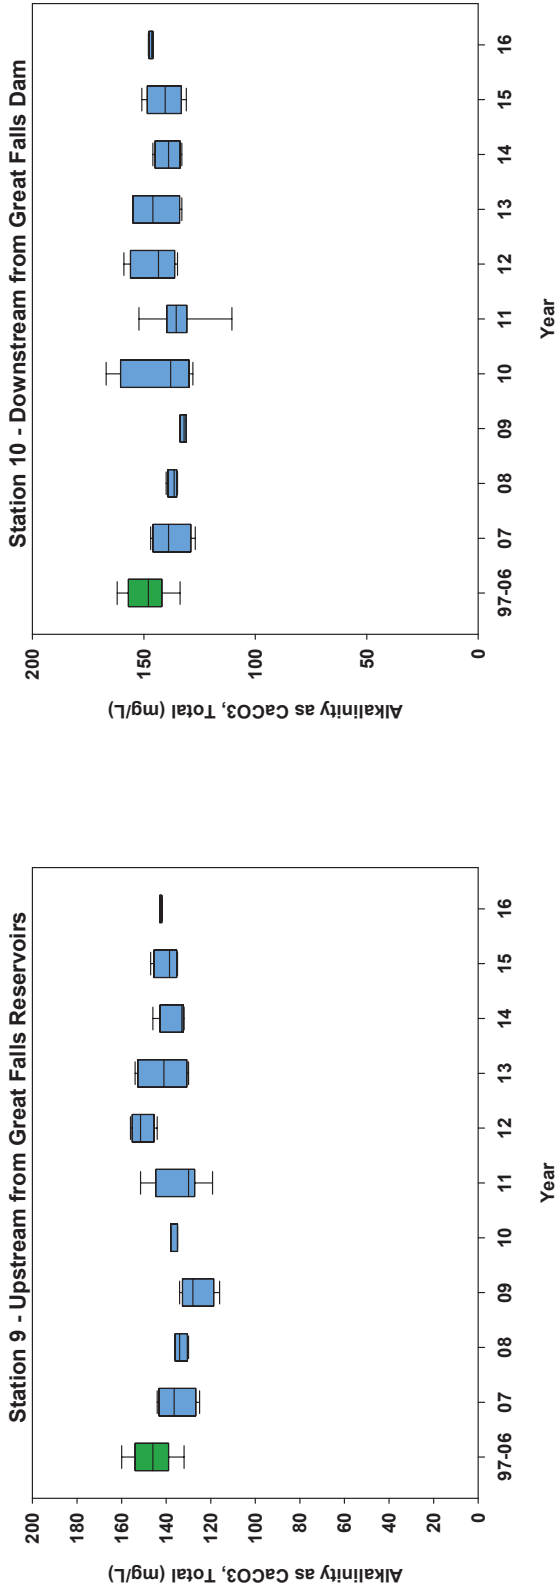 Station 9 - Upstream from Great Falls Reservoirs
Alkalinity as CaCO3, Total (mg/L)
200
180
160
140
120
100
80
60
40
20
0
97-06 07 08 09 10 11 12 13 14 15 16
Year
Station 10 - Downstream from Great Falls Dam
Alkalinity as CaCO3, Total (mg/L)
200
150
100
50
0
97-06 07 08 09 10 11 12 13 14 15 16
Year